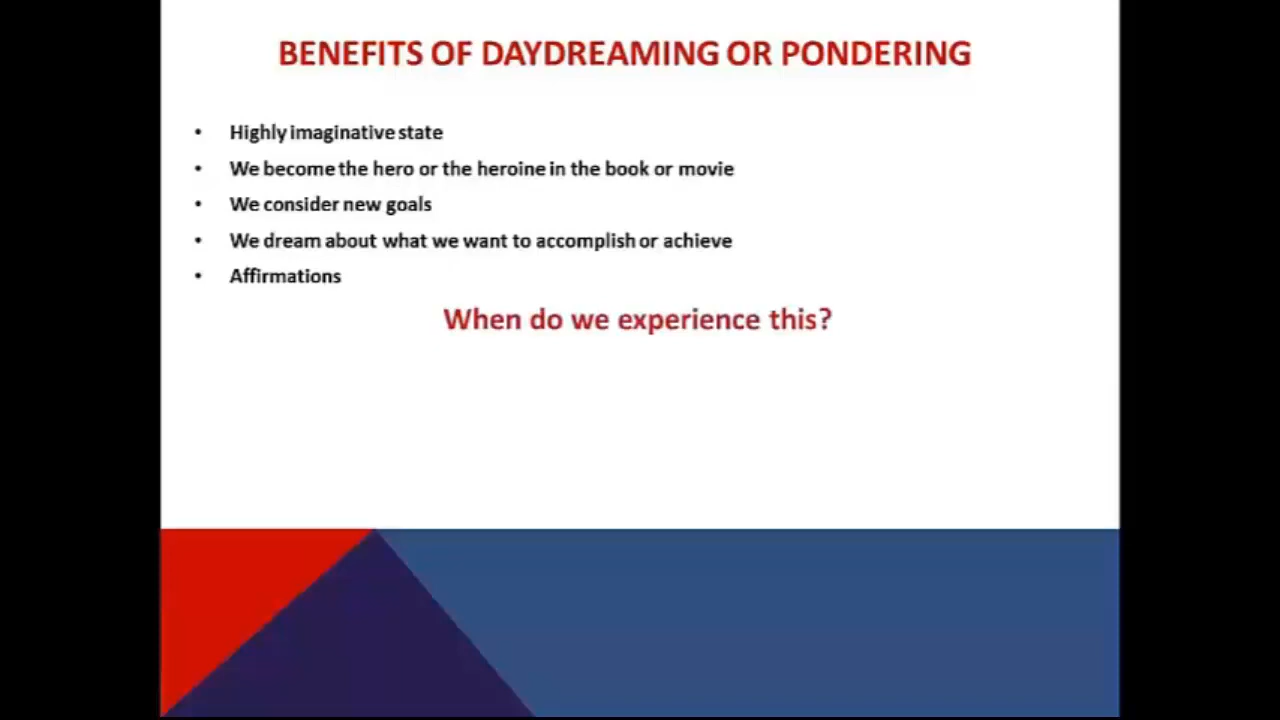 BENEFITS OF DAYDREAMING OR PONDERING
• Highly imaginative state
• We become the hero or the heroine in the book or movie
• We consider new goals
• We dream about what we want to accomplish or achieve
• Affirmations
When do we experience this?